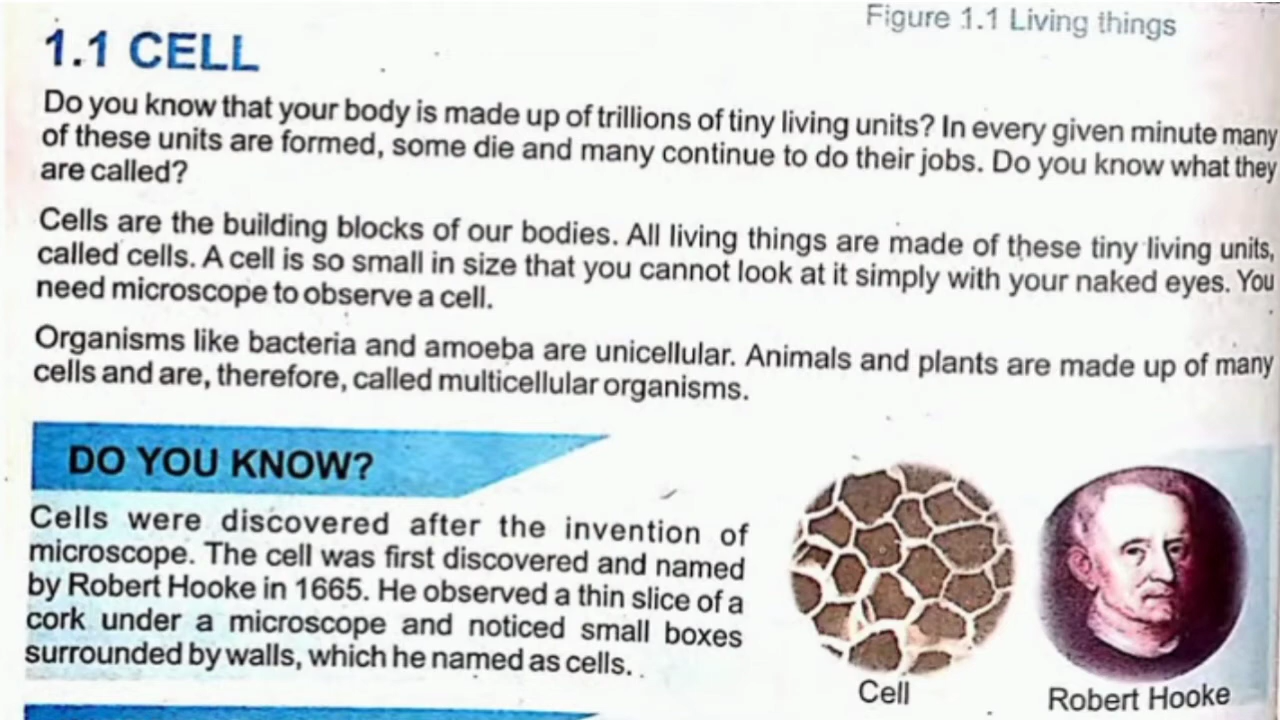 Figure 1.1 Living things
1.1 CELL
Do you know that your body is made up of trillions of tiny living units? In every given minute many
of these units are formed, some die and many continue to do their jobs. Do you know what they
are called?
Cells are the building blocks of our bodies. All living things are made of these tiny living units,
called cells. A cell is so small in size that you cannot look at it simply with your naked eyes. You
need microscope to observe a cell.
Organisms like bacteria and amoeba are unicellular. Animals and plants are made up of many
cells and are, therefore, called multicellular organisms.
DO YOU KNOW?
Cells were discovered after the invention of
microscope. The cell was first discovered and named
by Robert Hooke in 1665. He observed a thin slice of a
cork under a microscope and noticed small boxes
surrounded by walls, which he named as cells.
Cell
Robert Hooke